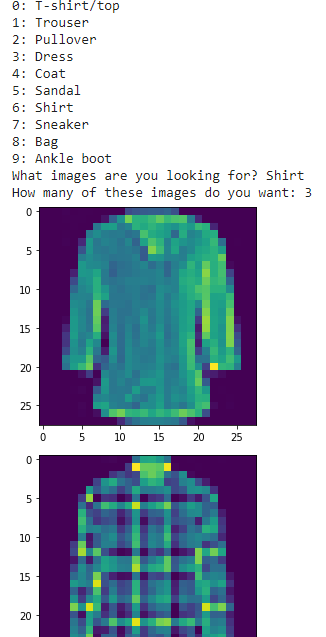 0: T-shirt/top
1: Trouser
2: Pullover
3: Dress
4: Coat
5: Sandal
6: Shirt
7: Sneaker
8: Bag
9: Ankle boot
What images are you looking for? Shirt
How many of these images do you want: 3
0
5
10
15
20
25
0 5 10 15 20 25
0
5
10
15
20